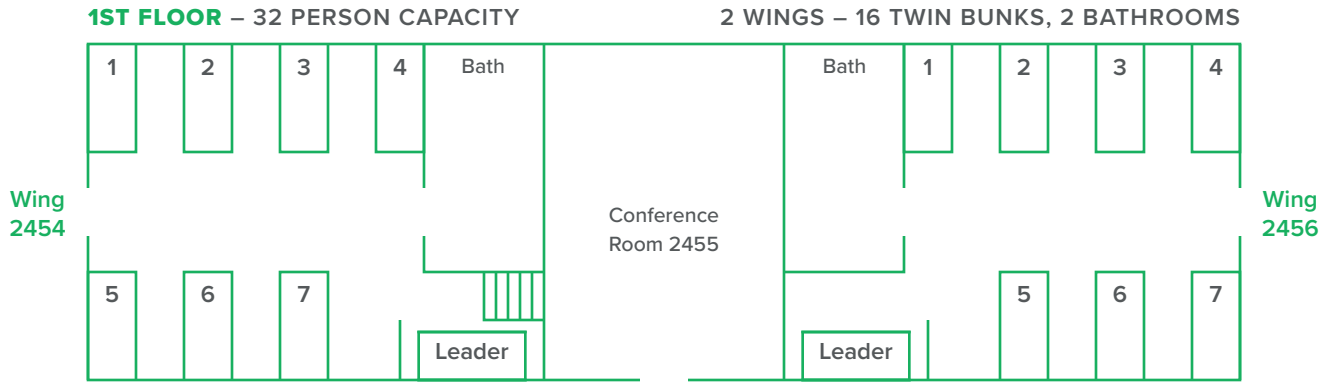 1ST FLOOR – 32 PERSON CAPACITY
2 WINGS – 16 TWIN BUNKS, 2 BATHROOMS
1 2 3 4 Bath
Bath 1 2 3 4
Wing
2454
Conference
Room 2455
Wing
2456
5 6 7
5 6 7
Leader
Leader